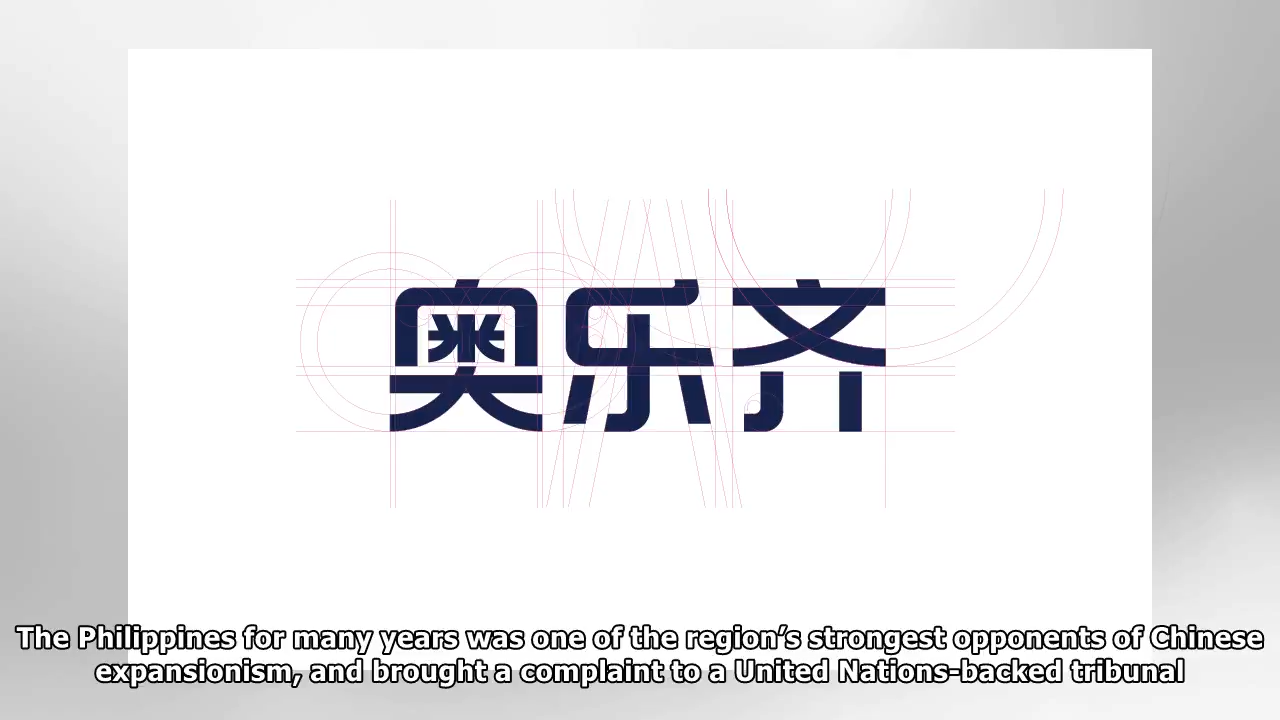 奥乐齐
The Philippines for many years was one of the region’s strongest opponents of Chinese
expansionism, and brought a complaint to a United Nations-backed tribunal